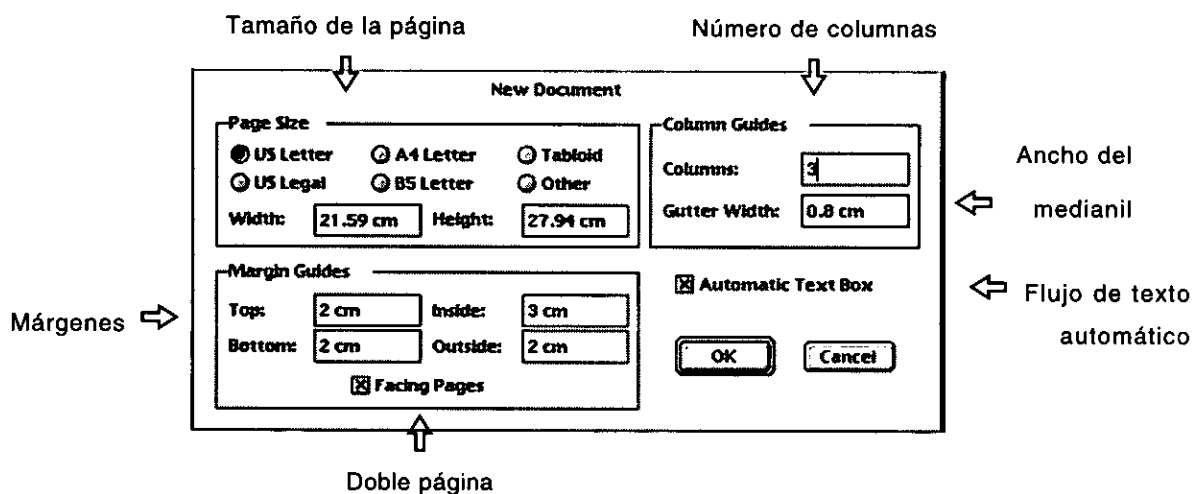 Tamaño de la página
Número de columnas
New Document
Page Size
US Letter A4 Letter Tabloid
US Legal B5 Letter Other
Width: 21.59 cm Height: 27.94 cm
Column Guides
Columns: 3
Gutter Width: 0.8 cm
Ancho del
medianil
Margin Guides
Top: 2 cm Inside: 3 cm
Bottom: 2 cm Outside: 2 cm
Facing Pages
Automatic Text Box
OK Cancel
Márgenes
Flujo de texto
automático
Doble página